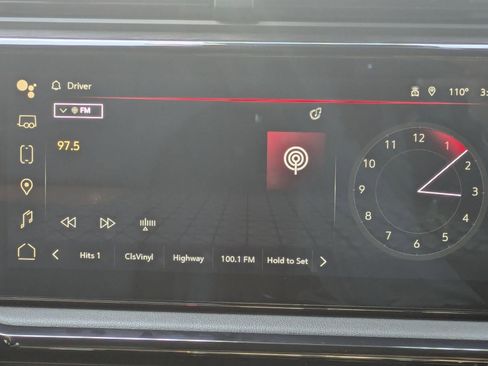 Driver
110°
3:
FM
97.5
Hits 1
ClsVinyl
Highway
100.1 FM
Hold to Set
12
1
2
3
4
5
6
7
8
9
10
11